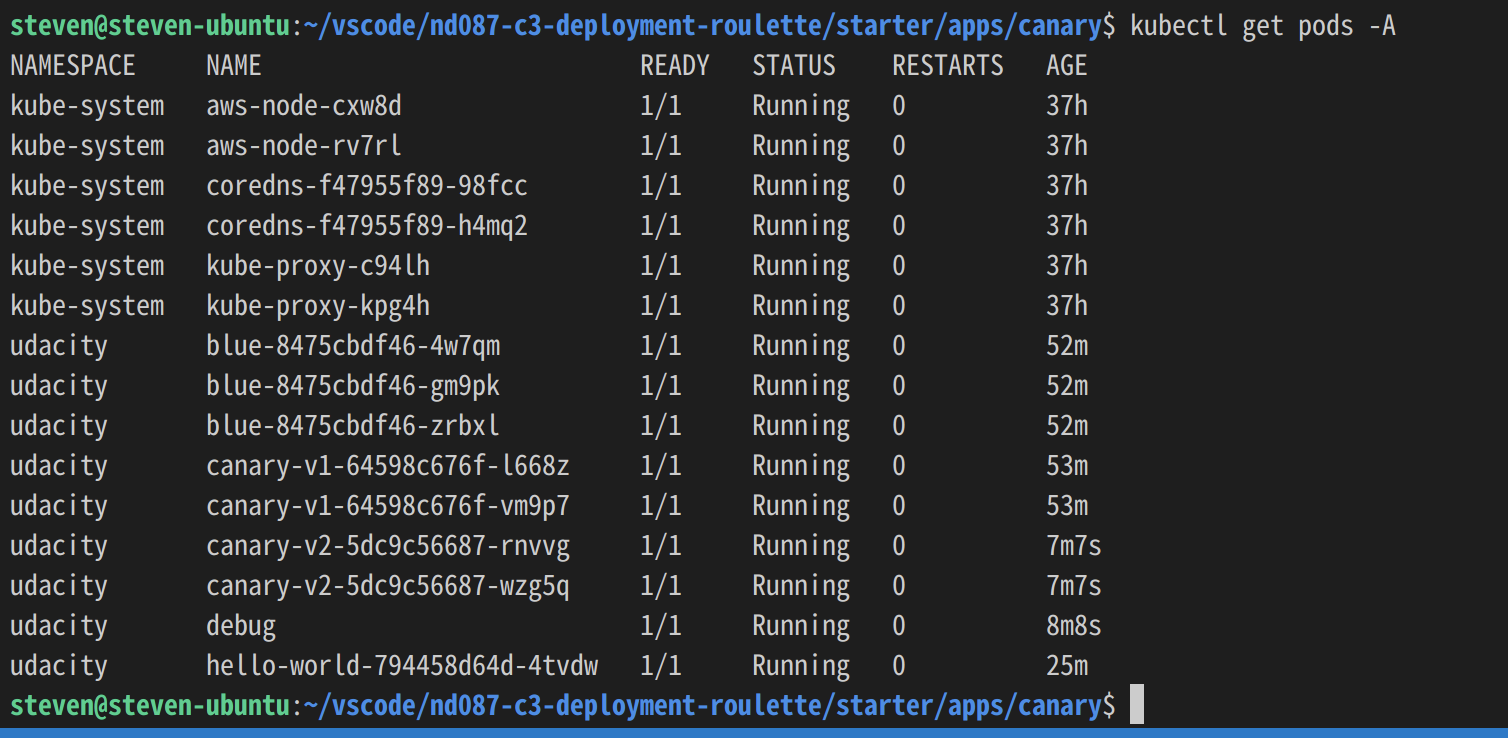 steven@steven-ubuntu:~/vscode/nd087-c3-deployment-roulette/starter/apps/canary$ kubectl get pods -A
NAMESPACE     NAME                           READY   STATUS    RESTARTS   AGE
kube-system   aws-node-cxw8d                 1/1     Running   0          37h
kube-system   aws-node-rv7rl                 1/1     Running   0          37h
kube-system   coredns-f47955f89-98fcc        1/1     Running   0          37h
kube-system   coredns-f47955f89-h4mq2        1/1     Running   0          37h
kube-system   kube-proxy-c94lh               1/1     Running   0          37h
kube-system   kube-proxy-kpg4h               1/1     Running   0          37h
udacity       blue-8475cbdf46-4w7qm          1/1     Running   0          52m
udacity       blue-8475cbdf46-gm9pk          1/1     Running   0          52m
udacity       blue-8475cbdf46-zrbxl          1/1     Running   0          52m
udacity       canary-v1-64598c676f-l668z     1/1     Running   0          53m
udacity       canary-v1-64598c676f-vm9p7     1/1     Running   0          53m
udacity       canary-v2-5dc9c56687-rnvvg     1/1     Running   0          7m7s
udacity       canary-v2-5dc9c56687-wzg5q     1/1     Running   0          7m7s
udacity       debug                          1/1     Running   0          8m8s
udacity       hello-world-794458d64d-4tvdw   1/1     Running   0          25m
steven@steven-ubuntu:~/vscode/nd087-c3-deployment-roulette/starter/apps/canary$